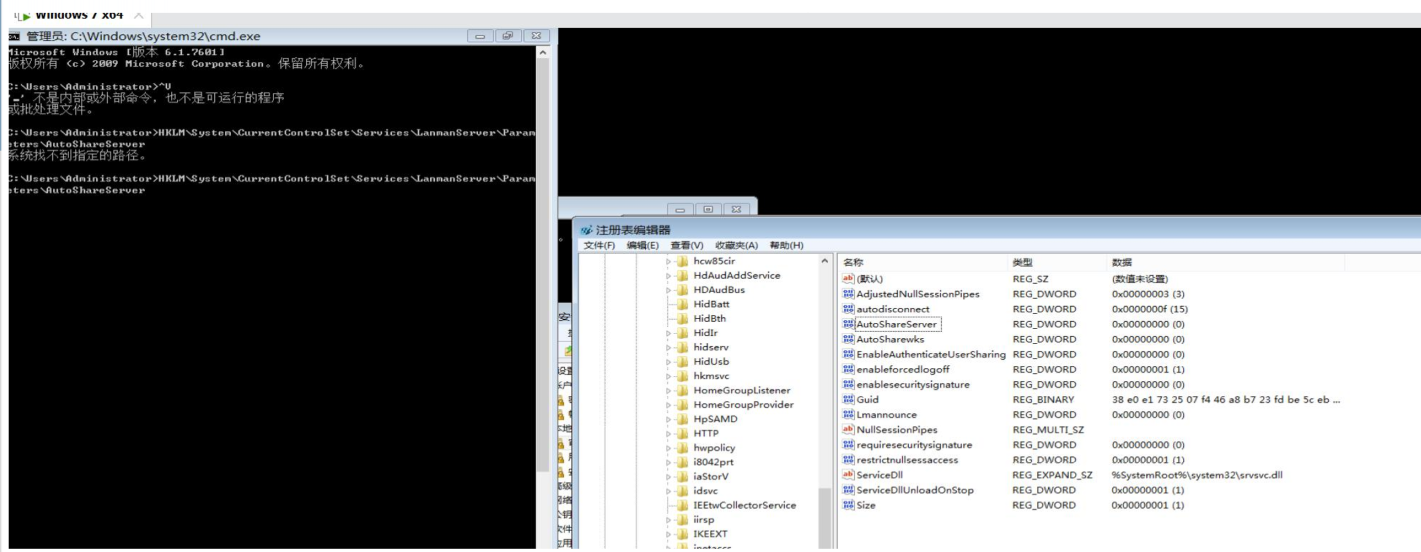 Windows 7 x64
管理员: C:\Windows\system32\cmd.exe
Microsoft Windows [版本 6.1.7601]
版权所有 (c) 2009 Microsoft Corporation。保留所有权利。
C:\Users\Administrator>^V
'_' 不是内部或外部命令，也不是可运行的程序
或批处理文件。
C:\Users\Administrator>HKLM\System\CurrentControlSet\Services\LanmanServer\Param
eters\AutoShareServer
系统找不到指定的路径。
C:\Users\Administrator>HKLM\System\CurrentControlSet\Services\LanmanServer\Param
eters\AutoShareServer
注册表编辑器
文件(F) 编辑(E) 查看(V) 收藏夹(A) 帮助(H)
hcw85cir
HdAudAddService
HDAudBus
HidBatt
HidBth
HidIr
hidserv
HidUsb
hkmsvc
HomeGroupListener
HomeGroupProvider
HpSAMD
HTTP
hwpolicy
i8042prt
iaStorV
idsvc
IEEtwCollectorService
iirsp
IKEEXT
inetaccs
名称 类型 数据
(默认) REG_SZ (数值未设置)
AdjustedNullSessionPipes REG_DWORD 0x00000003 (3)
autodisconnect REG_DWORD 0x0000000f (15)
AutoShareServer REG_DWORD 0x00000000 (0)
AutoSharewks REG_DWORD 0x00000000 (0)
EnableAuthenticateUserSharing REG_DWORD 0x00000000 (0)
enableforcedlogoff REG_DWORD 0x00000001 (1)
enablesecuritysignature REG_DWORD 0x00000000 (0)
Guid REG_BINARY 38 e0 e1 73 25 07 f4 46 a8 b7 23 fd be 5c eb ...
Lmannounce REG_DWORD 0x00000000 (0)
NullSessionPipes REG_MULTI_SZ
requiresecuritysignature REG_DWORD 0x00000000 (0)
restrictnullsessaccess REG_DWORD 0x00000001 (1)
ServiceDll REG_EXPAND_SZ %SystemRoot%\system32\srvsvc.dll
ServiceDllUnloadOnStop REG_DWORD 0x00000001 (1)
Size REG_DWORD 0x00000001 (1)